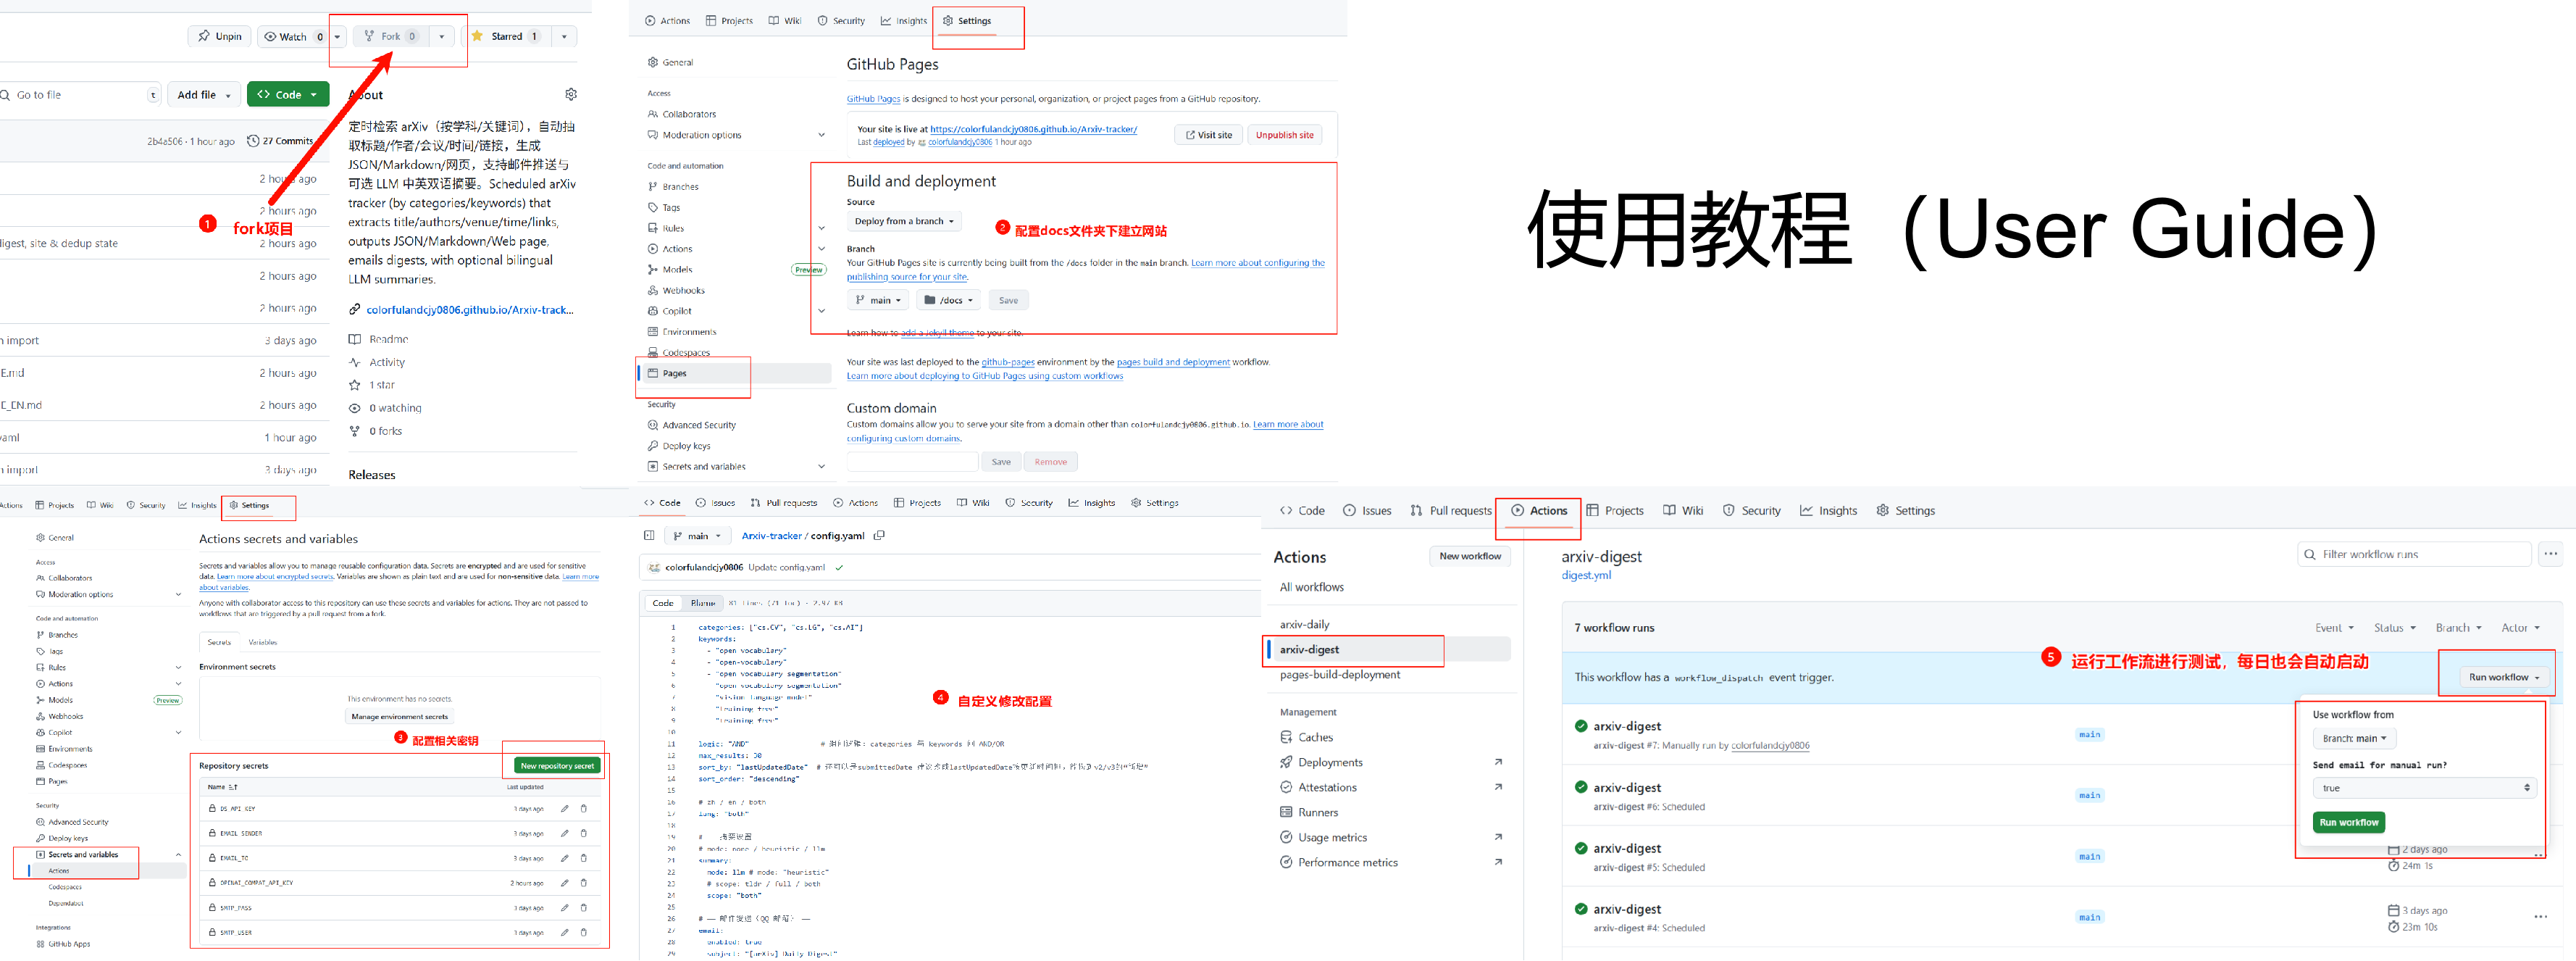 Unpin
Watch 0
Fork 0
Starred 1
Go to file
t
Add file
Code
About
2b4a506 · 1 hour ago
27 Commits
定时检索 arXiv（按学科/关键词），自动抽
取标题/作者/会议/时间/链接，生成
JSON/Markdown/网页，支持邮件推送与
可选 LLM 中英双语摘要。Scheduled arXiv
tracker (by categories/keywords) that
extracts title/authors/venue/time/links,
outputs JSON/Markdown/Web page,
emails digests, with optional bilingual
LLM summaries.
colorfulandcjy0806.github.io/Arxiv-track...
Readme
Activity
1 star
0 watching
0 forks
Releases
2 hours ago
2 hours ago
1 fork项目
igest, site & dedup state
2 hours ago
2 hours ago
2 hours ago
n import
3 days ago
E.md
2 hours ago
E_EN.md
2 hours ago
yaml
1 hour ago
n import
3 days ago
Actions
Projects
Wiki
Security
Insights
Settings
General
Access
Collaborators
Moderation options
Code and automation
Branches
Tags
Rules
Actions
Models
Preview
Webhooks
Copilot
Environments
Codespaces
Pages
Security
Advanced Security
Deploy keys
Secrets and variables
GitHub Pages
GitHub Pages is designed to host your personal, organization, or project pages from a GitHub repository.
Your site is live at https://colorfulandcjy0806.github.io/Arxiv-tracker/
Last deployed by colorfulandcjy0806 1 hour ago
Visit site
Unpublish site
Build and deployment
Source
Deploy from a branch
2 配置docs文件夹下建立网站
Branch
Your GitHub Pages site is currently being built from the /docs folder in the main branch. Learn more about configuring the
publishing source for your site.
main
/docs
Save
Learn how to add a Jekyll theme to your site.
Your site was last deployed to the github-pages environment by the pages build and deployment workflow.
Learn more about deploying to GitHub Pages using custom workflows
Custom domain
Custom domains allow you to serve your site from a domain other than colorfulandcjy0806.github.io. Learn more about
configuring custom domains.
Save
Remove
使用教程（User Guide）
Actions
Projects
Wiki
Security
Insights
Settings
General
Access
Collaborators
Moderation options
Code and automation
Branches
Tags
Rules
Actions
Models
Preview
Webhooks
Copilot
Environments
Codespaces
Pages
Security
Advanced Security
Deploy keys
Secrets and variables
Actions
Codespaces
Dependabot
Integrations
GitHub Apps
Actions secrets and variables
Secrets and variables allow you to manage reusable configuration data. Secrets are encrypted and are used for sensitive
data. Learn more about encrypted secrets. Variables are shown as plain text and are used for non-sensitive data. Learn more
about variables.
Anyone with collaborator access to this repository can use these secrets and variables for actions. They are not passed to
workflows that are triggered by a pull request from a fork.
Secrets
Variables
Environment secrets
This environment has no secrets.
Manage environment secrets
3 配置相关密钥
Repository secrets
New repository secret
Name
Last updated
DS_API_KEY
3 days ago
EMAIL_SENDER
3 days ago
EMAIL_TO
3 days ago
OPENAI_COMPAT_API_KEY
2 hours ago
SMTP_PASS
3 days ago
SMTP_USER
3 days ago
Code
Issues
Pull requests
Actions
Projects
Wiki
Security
Insights
Settings
main
Arxiv-tracker / config.yaml
colorfulandcjy0806 Update config.yaml
Code
Blame
81 lines (71 loc) · 2.97 KB
1 categories: ["cs.CV", "cs.LG", "cs.AI"]
2 keywords:
3 - "open vocabulary"
4 - "open-vocabulary"
5 - "open vocabulary segmentation"
6 "open-vocabulary segmentation"
7 "vision-language model"
8 "training free"
9 "training-free"
10
11 logic: "AND" # categories 与 keywords 间 AND/OR
12 max_results: 30
13 sort_by: "lastUpdatedDate"
14 sort_order: "descending"
15
16 # zh / en / both
17 lang: "both"
18
19 # 摘要设置
20 # mode: none / heuristic / llm
21 summary:
22 mode: llm # mode: "heuristic"
23 # scope: tldr / full / both
24 scope: "both"
25
26 # —— 邮件发送（QQ 邮箱） ——
27 email:
28 enabled: true
29 subject: "[arXiv] Daily Digest"
4 自定义修改配置
Code
Issues
Pull requests
Actions
Projects
Wiki
Security
Insights
Settings
Actions
New workflow
All workflows
arxiv-daily
arxiv-digest
pages-build-deployment
Management
Caches
Deployments
Attestations
Runners
Usage metrics
Performance metrics
arxiv-digest
digest.yml
Filter workflow runs
7 workflow runs
Event
Status
Branch
Actor
5 运行工作流进行测试，每日也会自动启动
This workflow has a workflow_dispatch event trigger.
Run workflow
Use workflow from
Branch: main
Send email for manual run?
true
Run workflow
arxiv-digest
arxiv-digest #7: Manually run by colorfulandcjy0806
main
arxiv-digest
arxiv-digest #6: Scheduled
main
arxiv-digest
arxiv-digest #5: Scheduled
main
2 days ago
24m 1s
arxiv-digest
arxiv-digest #4: Scheduled
main
3 days ago
23m 10s